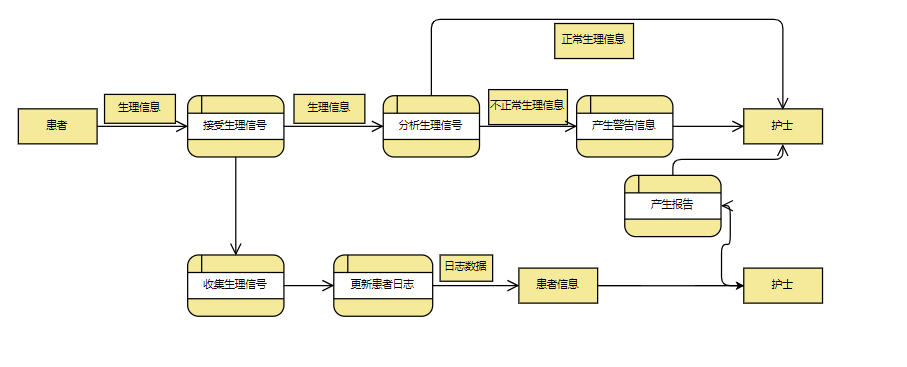 正常生理信息
生理信息
生理信息
不正常生理信息
患者
接受生理信号
分析生理信号
产生警告信息
护士
产生报告
日志数据
收集生理信号
更新患者日志
患者信息
护士